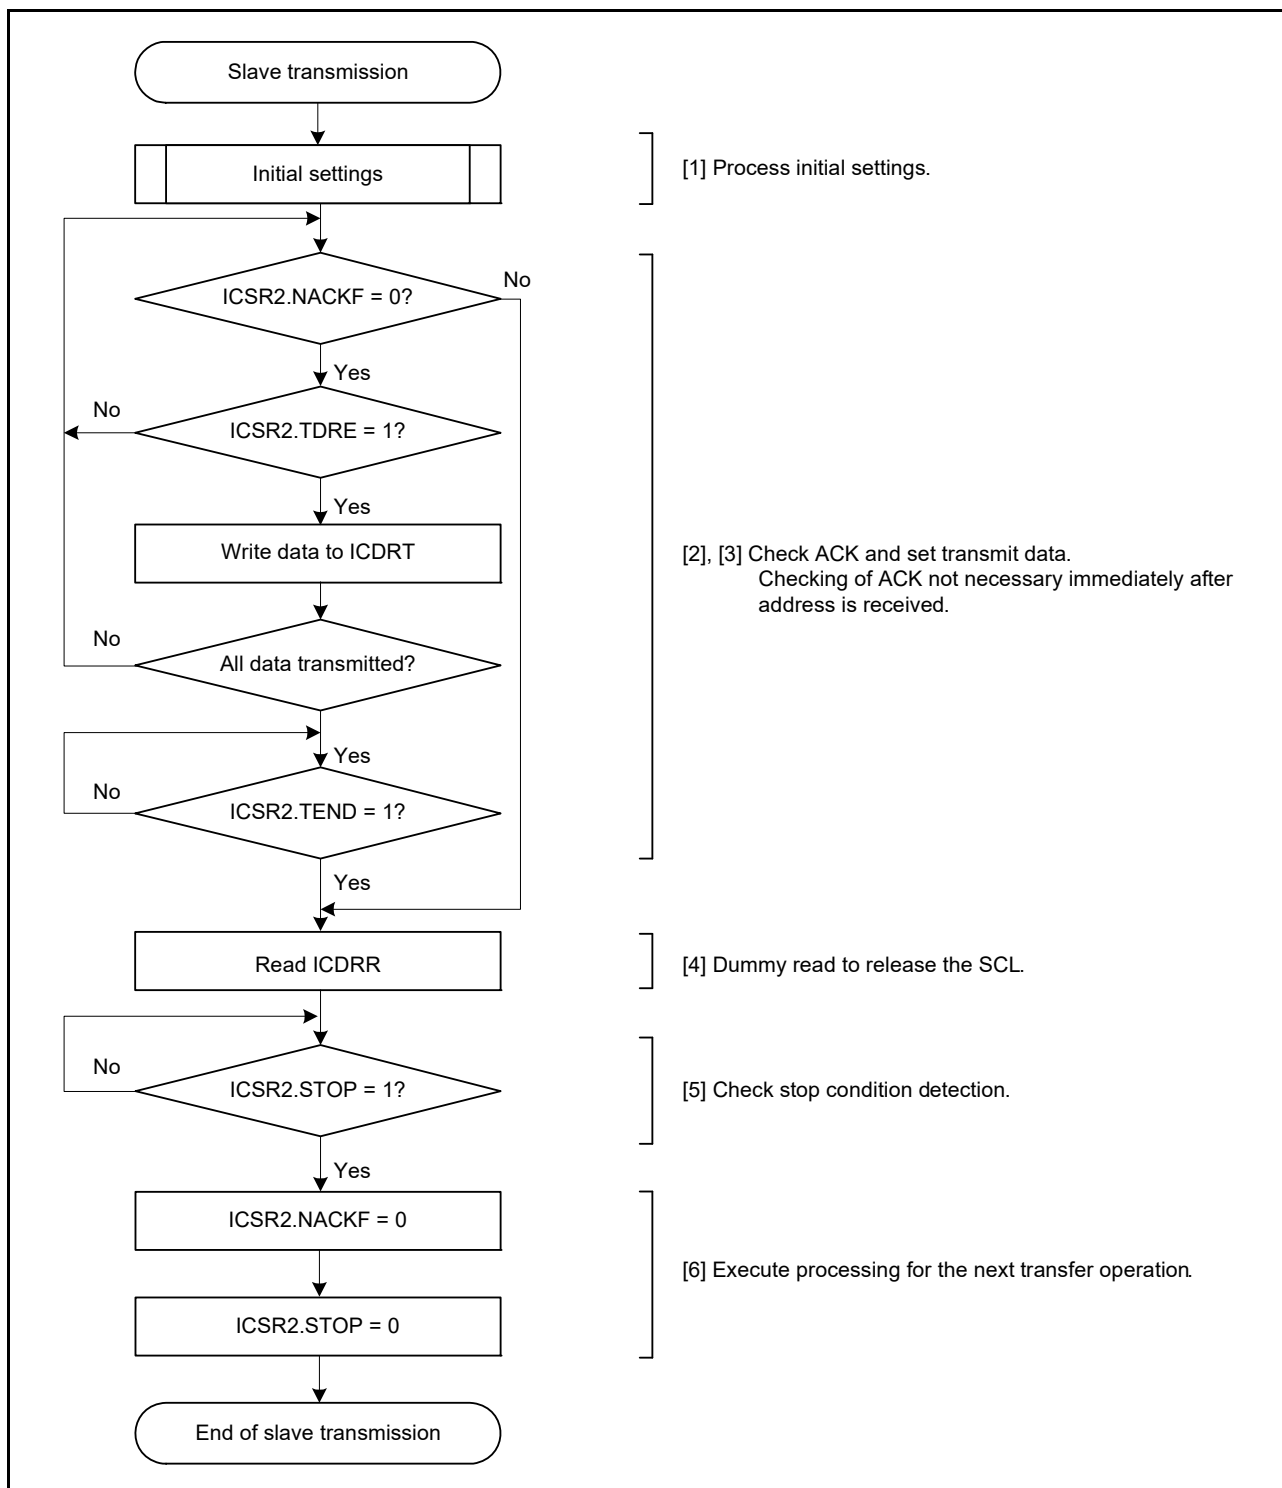 Slave transmission
Initial settings
[1] Process initial settings.
ICSR2.NACKF = 0?
No
Yes
ICSR2.TDRE = 1?
No
Yes
Write data to ICDRT
[2], [3] Check ACK and set transmit data.
Checking of ACK not necessary immediately after
address is received.
All data transmitted?
No
Yes
ICSR2.TEND = 1?
No
Yes
Read ICDRR
[4] Dummy read to release the SCL.
ICSR2.STOP = 1?
No
[5] Check stop condition detection.
Yes
ICSR2.NACKF = 0
[6] Execute processing for the next transfer operation.
ICSR2.STOP = 0
End of slave transmission